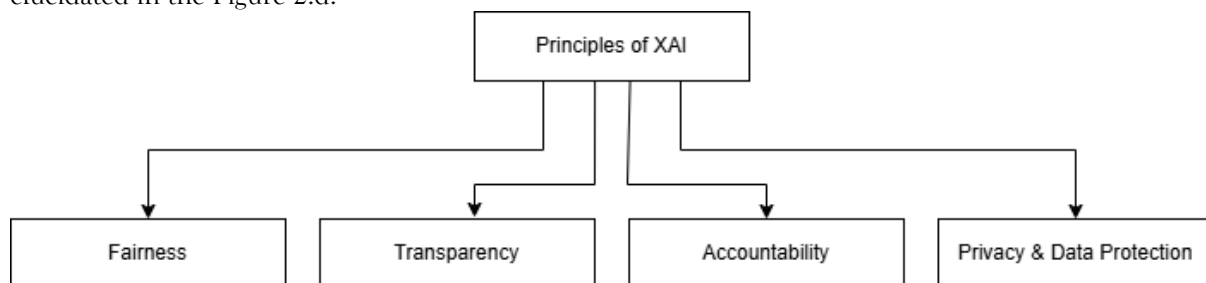 elucidated in the Figure 2.d.
Principles of XAI
Fairness
Transparency
Accountability
Privacy & Data Protection